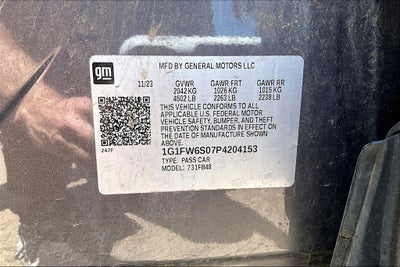 gm
MFD BY GENERAL MOTORS LLC
11/23 GVWR GAWR FRT GAWR RR
2042 KG 1026 KG 1015 KG
4502 LB 2263 LB 2238 LB
THIS VEHICLE CONFORMS TO ALL
APPLICABLE U.S. FEDERAL MOTOR
VEHICLE SAFETY, BUMPER, AND THEFT
PREVENTION STANDARDS IN EFFECT ON
THE DATE OF MANUFACTURE SHOWN
ABOVE.
247F
1G1FW6S07P4204153
TYPE: PASS CAR
MODEL: 731FB48